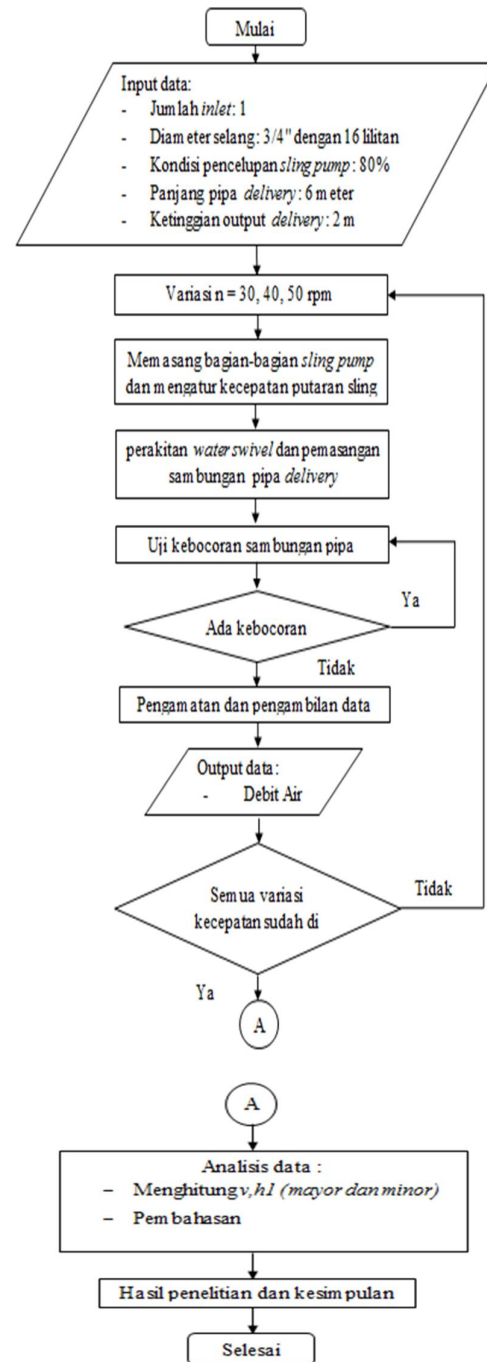 Mulai
Input data:
- Jumlah inlet: 1
- Diameter selang: 3/4" dengan 16 lilitan
- Kondisi pencelupan sling pump: 80%
- Panjang pipa delivery: 6 meter
- Ketinggian output delivery: 2 m
Variasi n = 30, 40, 50 rpm
Memasang bagian-bagian sling pump
dan mengatur kecepatan putaran sling
perakitan water swivel dan pemasangan
sambungan pipa delivery
Uji kebocoran sambungan pipa
Ya
Ada kebocoran
Tidak
Pengamatan dan pengambilan data
Output data:
- Debit Air
Semua variasi
kecepatan sudah di
Tidak
Ya
A
A
Analisis data :
– Menghitung v,h1 (mayor dan minor)
– Pembahasan
Hasil penelitian dan kesimpulan
Selesai